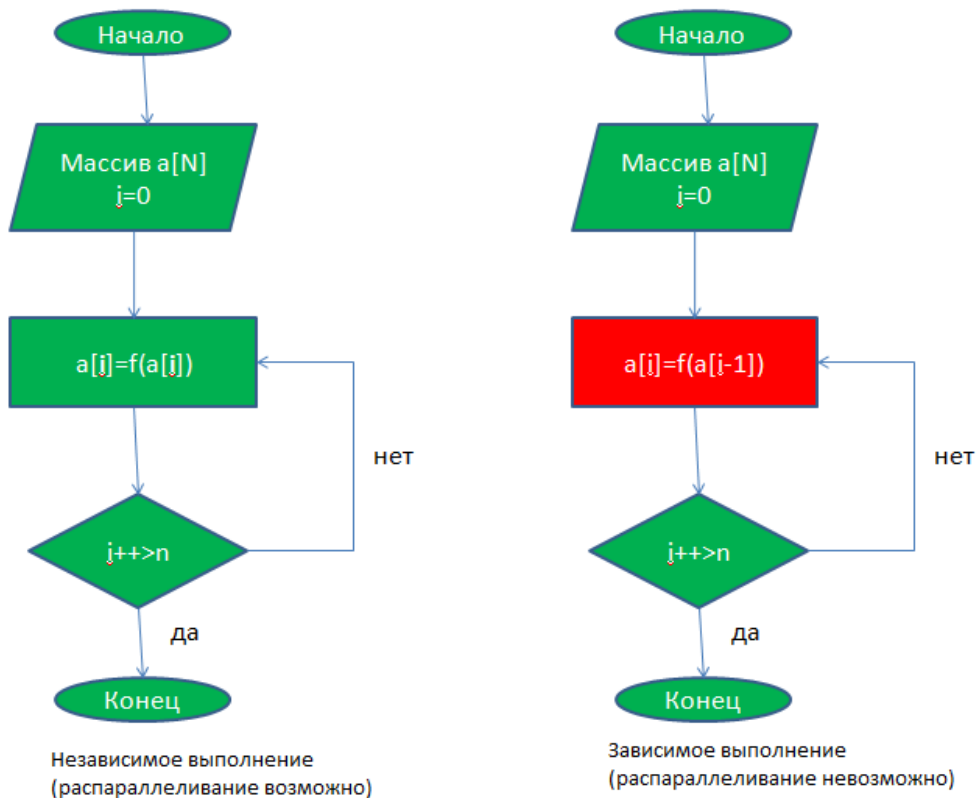 Начало
Массив a[N]
i=0
a[i]=f(a[i])
нет
i++>n
да
Конец
Независимое выполнение
(распараллеливание возможно)
Начало
Массив a[N]
i=0
a[i]=f(a[i-1])
нет
i++>n
да
Конец
Зависимое выполнение
(распараллеливание невозможно)